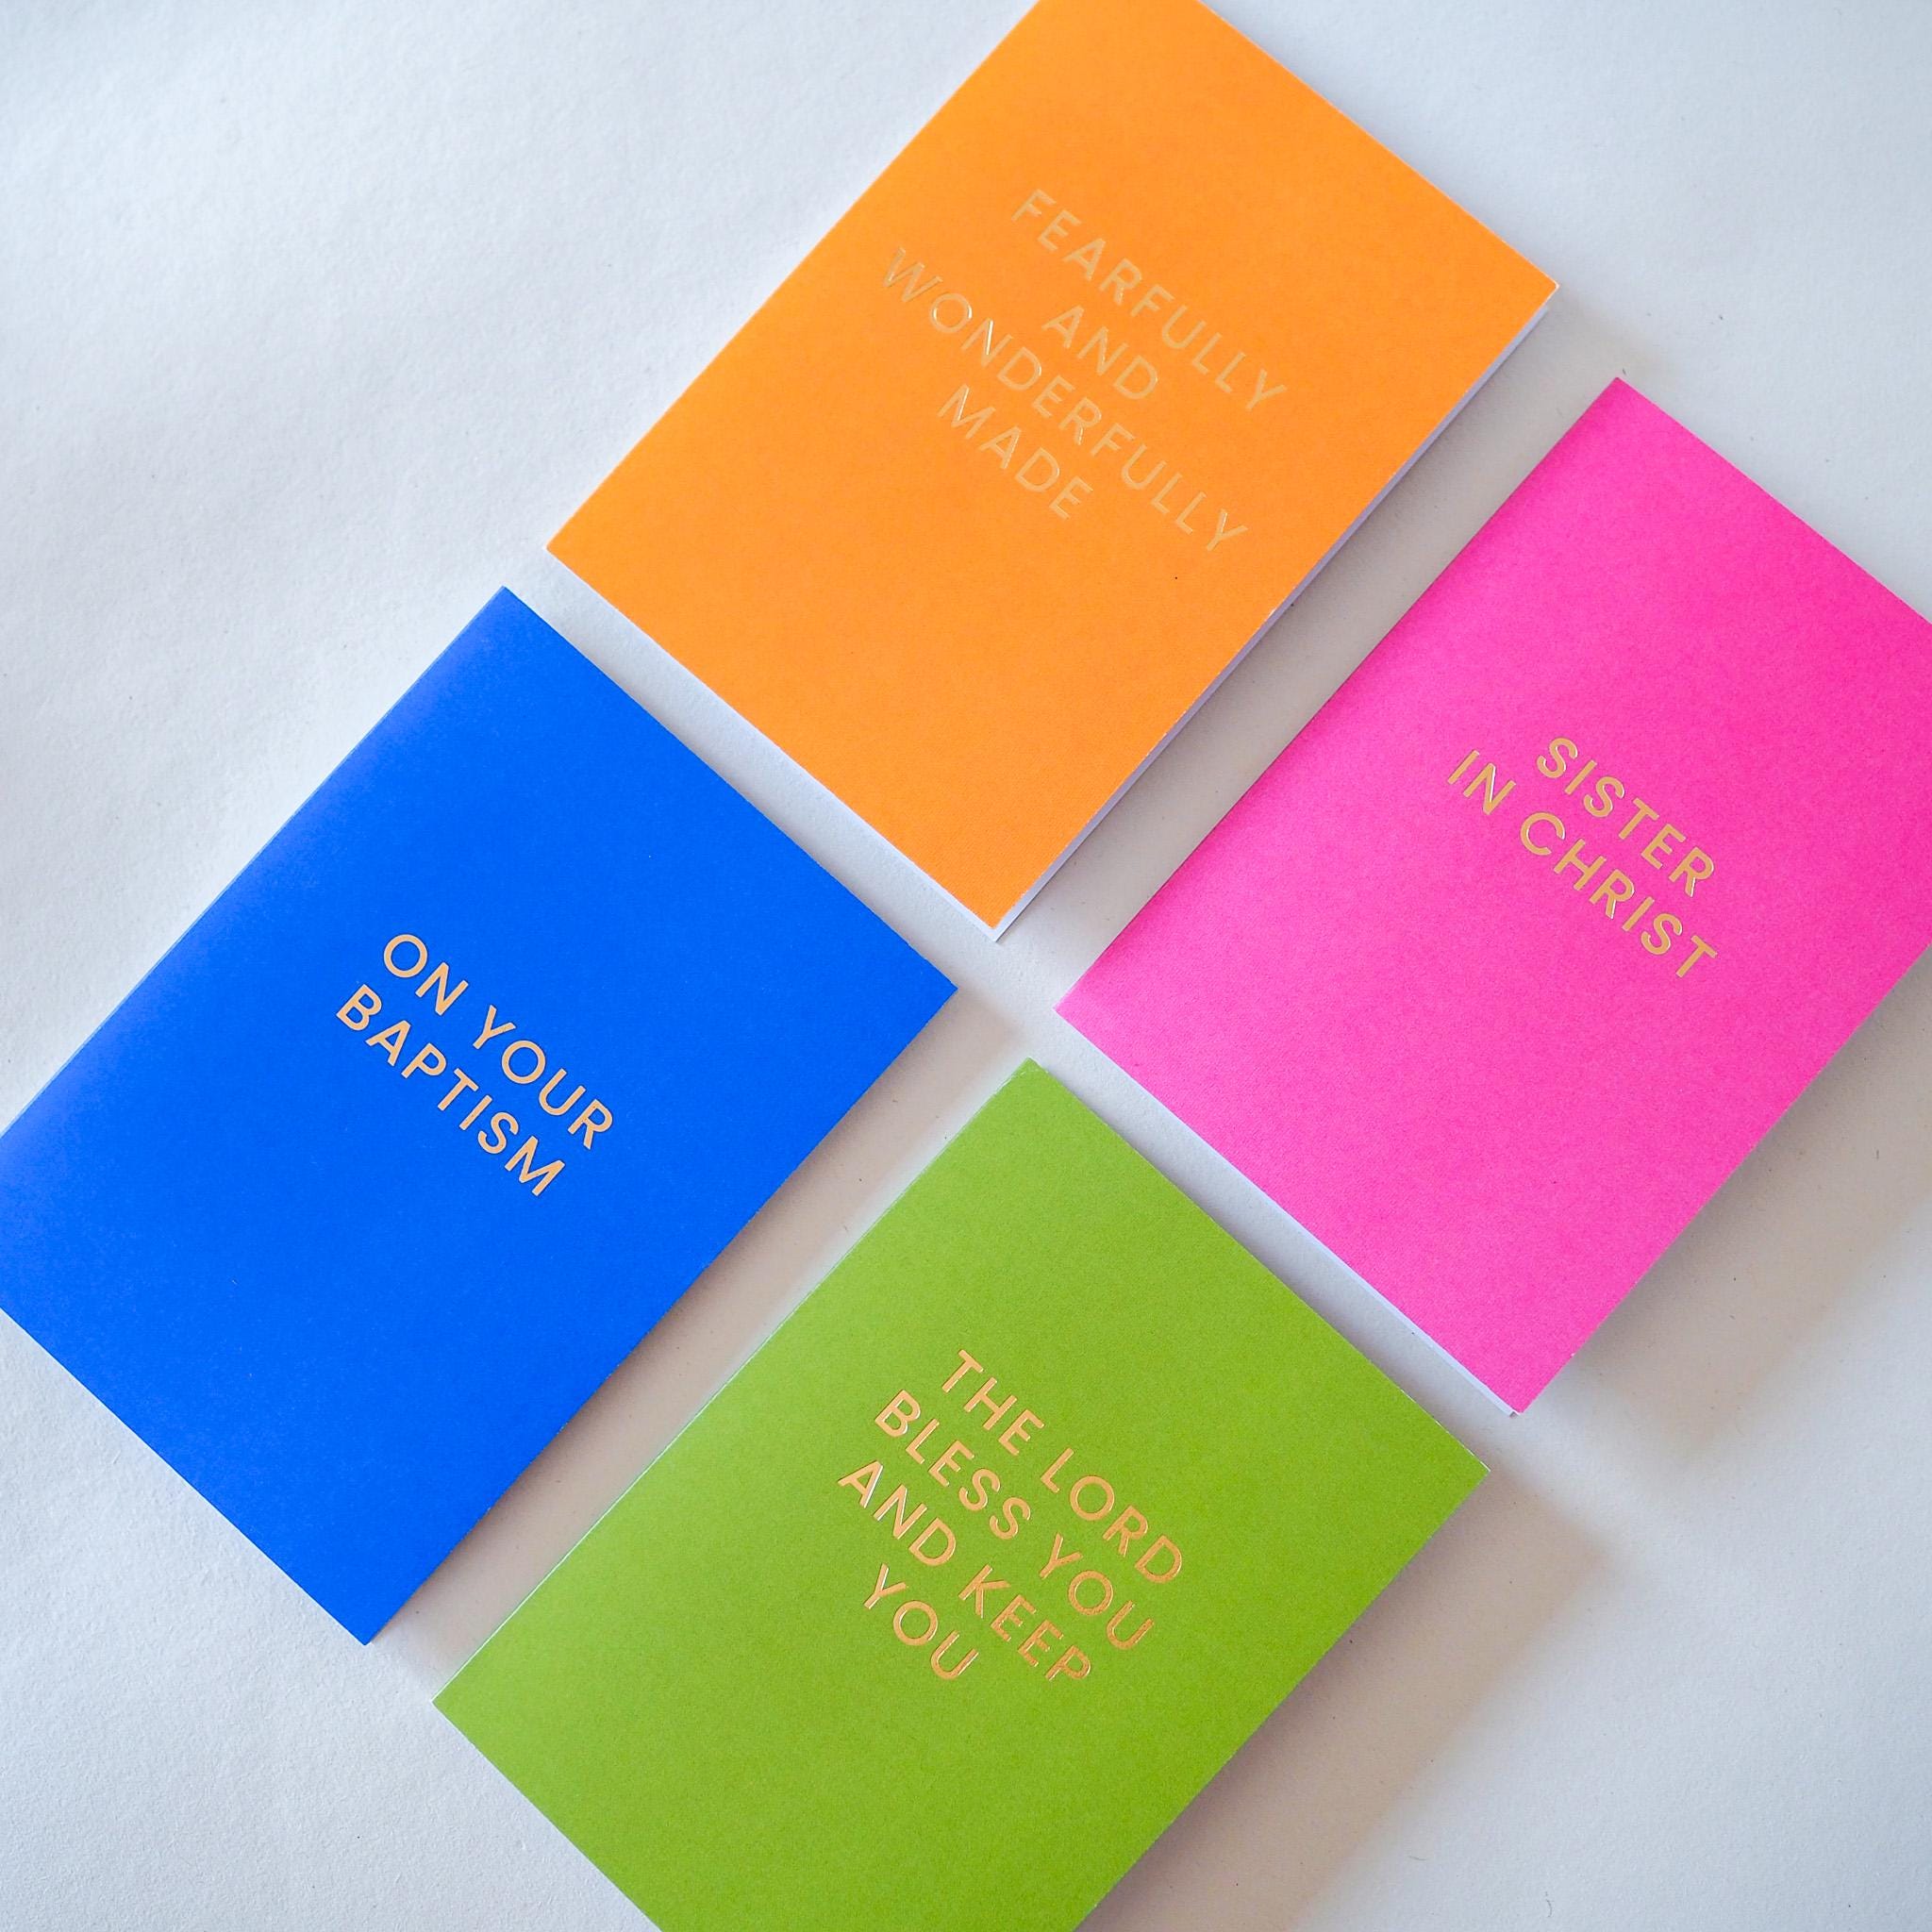 FEARFULLY
AND
WONDERFULLY
MADE
SISTER
IN CHRIST
ON YOUR
BAPTISM
THE LORD
BLESS YOU
AND KEEP
YOU